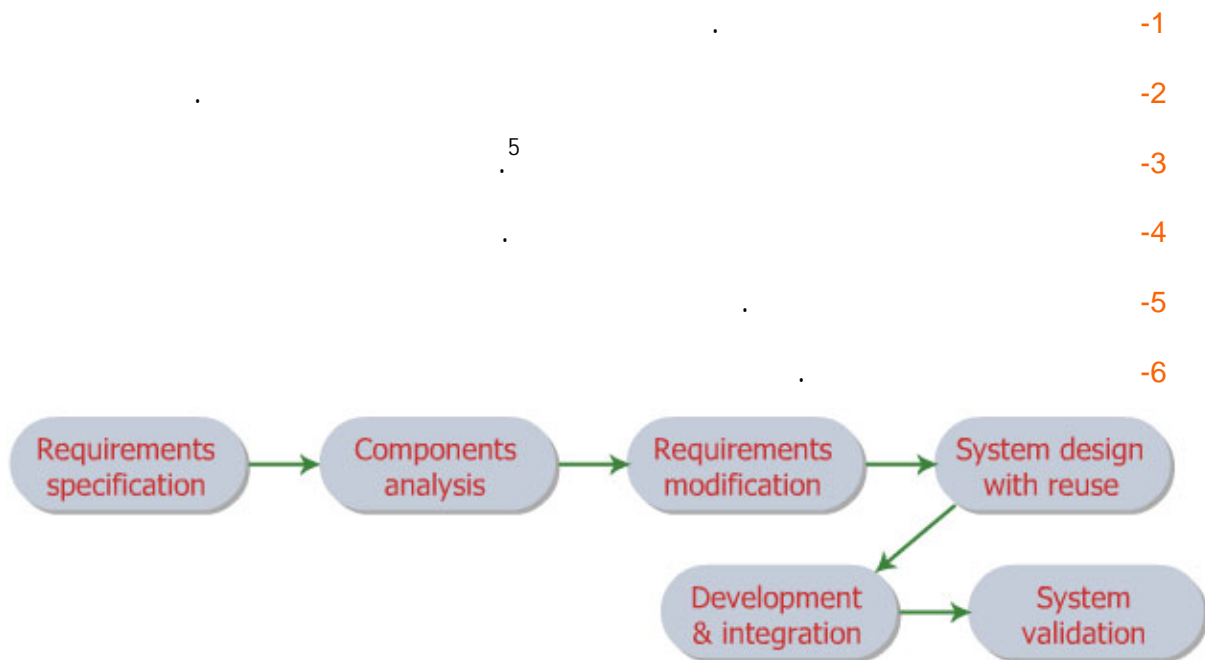 . -1
. -2
5
. -3
. -4
. -5
. -6
Requirements
specification
Components
analysis
Requirements
modification
System design
with reuse
Development
& integration
System
validation